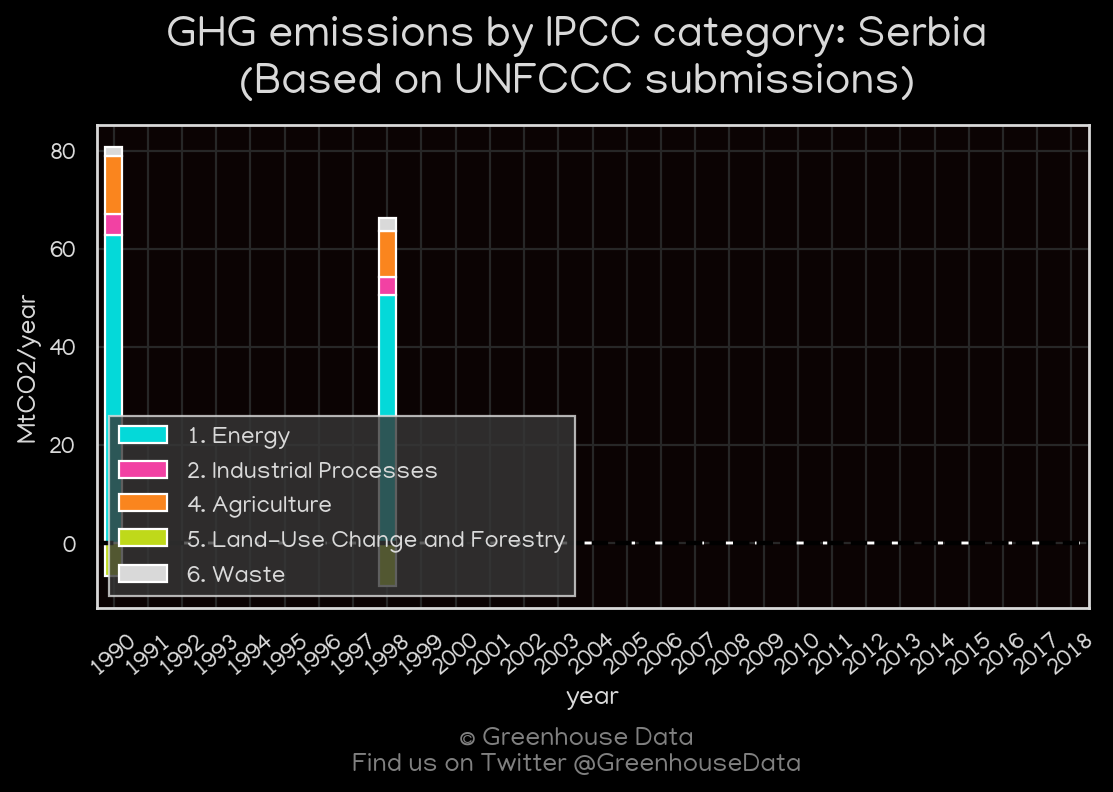 GHG emissions by IPCC category: Serbia
(Based on UNFCCC submissions)
80
60
40
20
0
MtCO2/year
1. Energy
2. Industrial Processes
4. Agriculture
5. Land-Use Change and Forestry
6. Waste
1990 1991 1992 1993 1994 1995 1996 1997 1998 1999 2000 2001 2002 2003 2004 2005 2006 2007 2008 2009 2010 2011 2012 2013 2014 2015 2016 2017 2018
year
© Greenhouse Data
Find us on Twitter @GreenhouseData